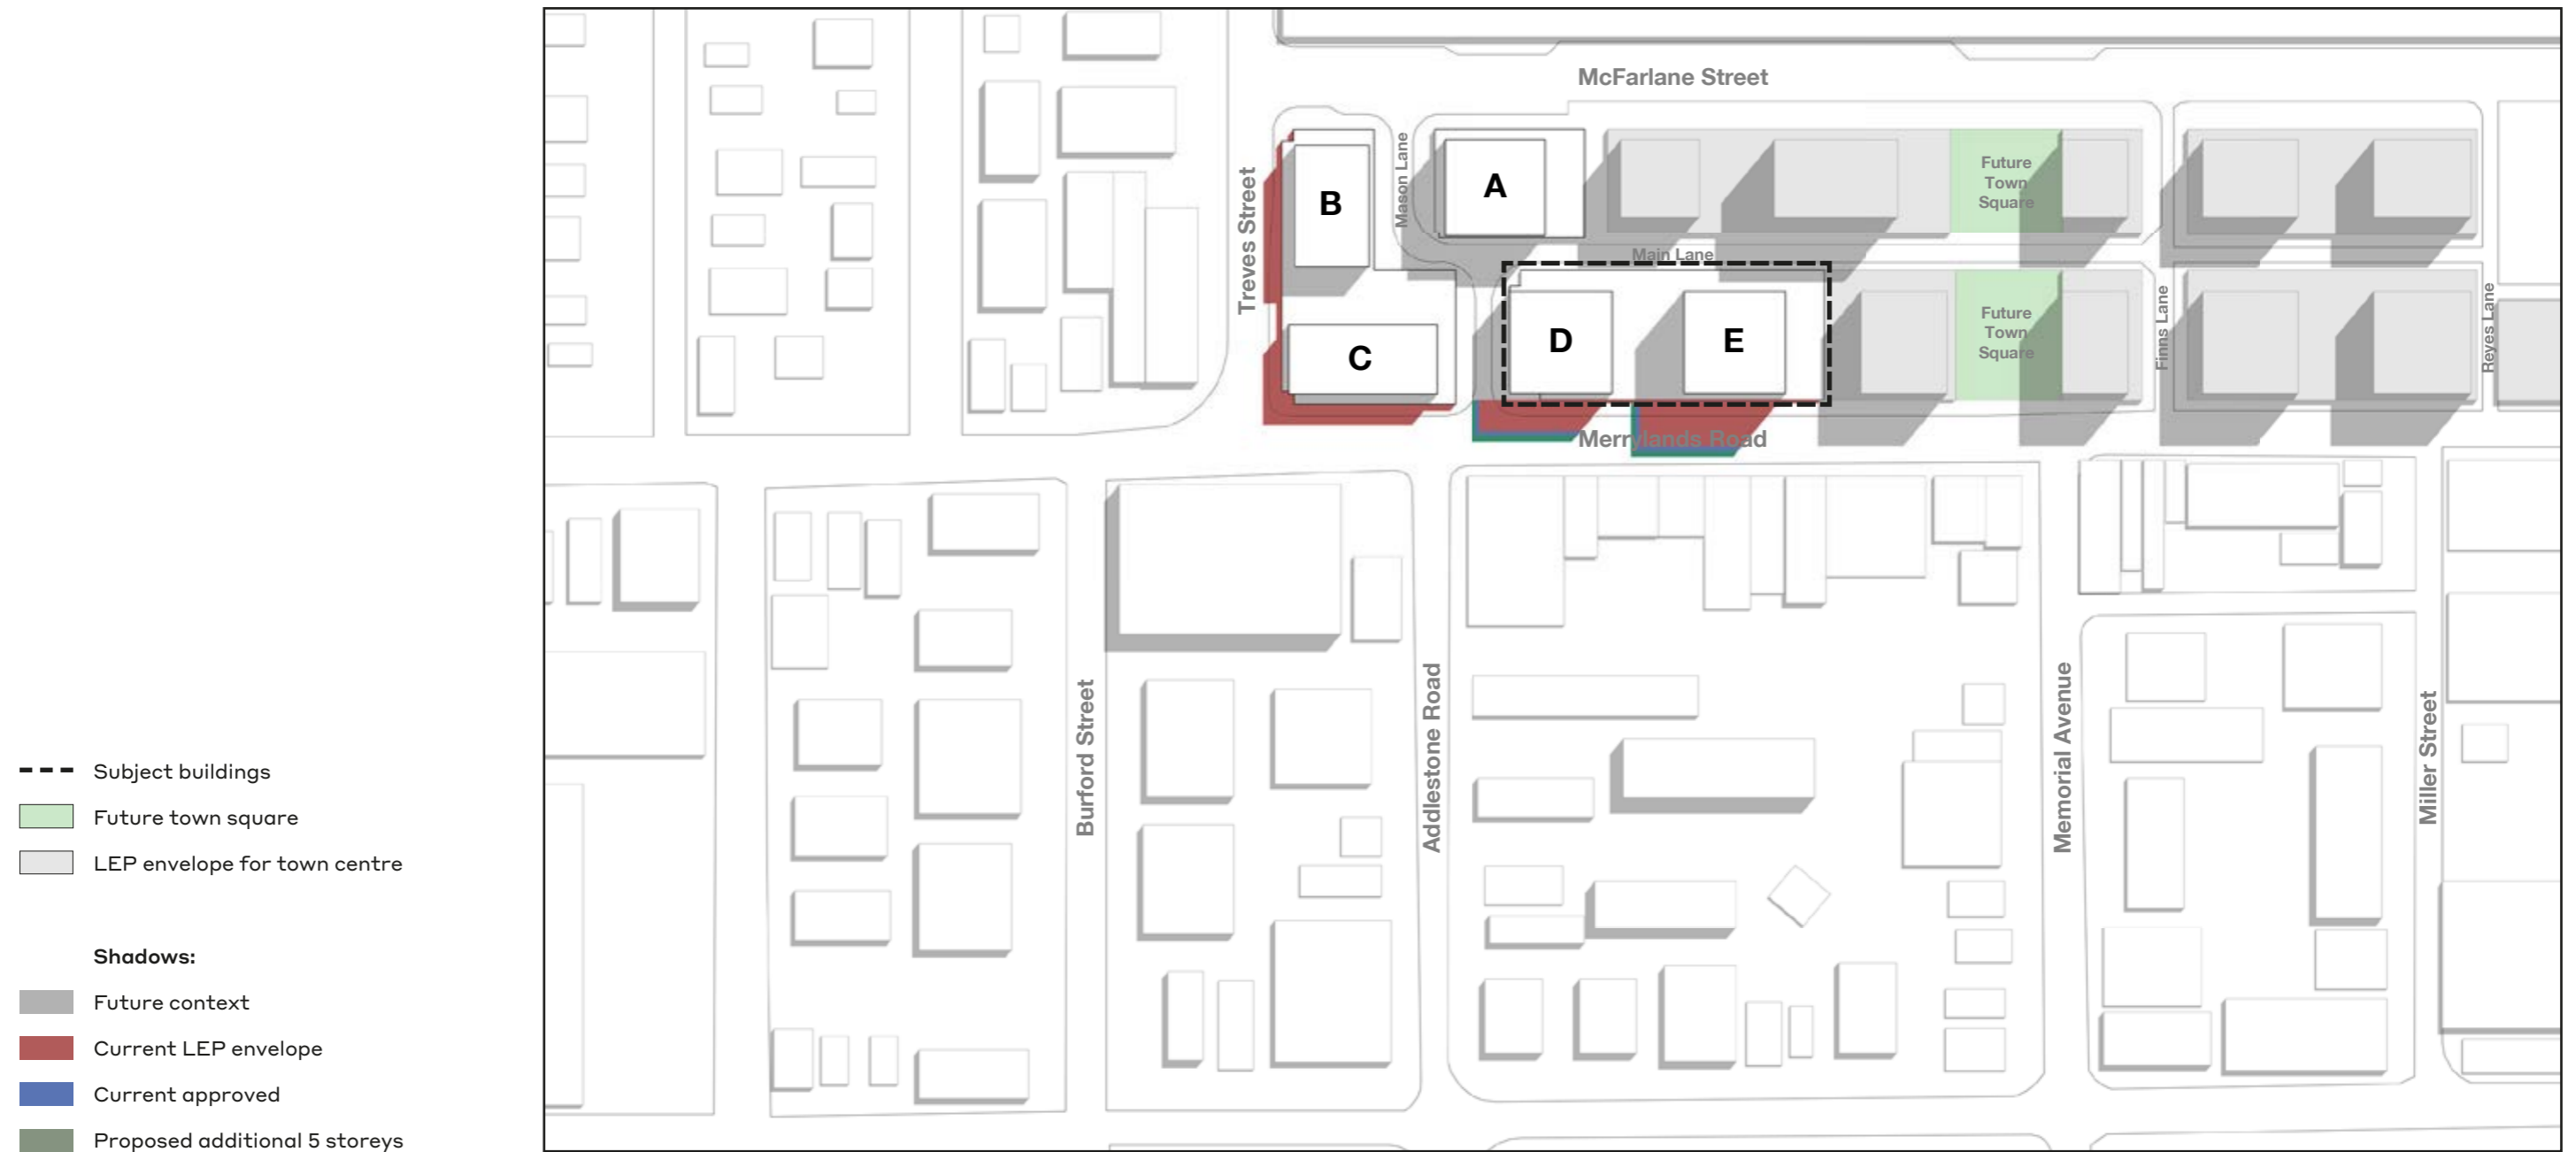 McFarlane Street
Treves Street
Mason Lane
B
A
Future
Town
Square
Main Lane
C
D
E
Future
Town
Square
Finns Lane
Reyes Lane
Merrylands Road
Burford Street
Addlestone Road
Memorial Avenue
Miller Street
Subject buildings
Future town square
LEP envelope for town centre
Shadows:
Future context
Current LEP envelope
Current approved
Proposed additional 5 storeys